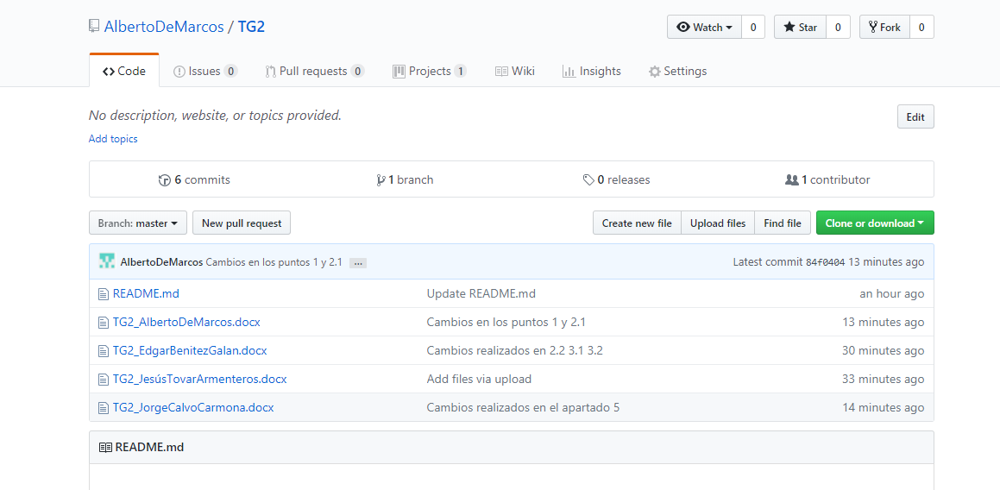 AlbertoDeMarcos / TG2 Watch 0 Star 0 Fork 0
Code Issues 0 Pull requests 0 Projects 1 Wiki Insights Settings
No description, website, or topics provided. Edit
Add topics
6 commits 1 branch 0 releases 1 contributor
Branch: master New pull request Create new file Upload files Find file Clone or download
AlbertoDeMarcos Cambios en los puntos 1 y 2.1 ... Latest commit 84f0404 13 minutes ago
README.md Update README.md an hour ago
TG2_AlbertoDeMarcos.docx Cambios en los puntos 1 y 2.1 13 minutes ago
TG2_EdgarBenitezGalan.docx Cambios realizados en 2.2 3.1 3.2 30 minutes ago
TG2_JesúsTovarArmenteros.docx Add files via upload 33 minutes ago
TG2_JorgeCalvoCarmona.docx Cambios realizados en el apartado 5 14 minutes ago
README.md